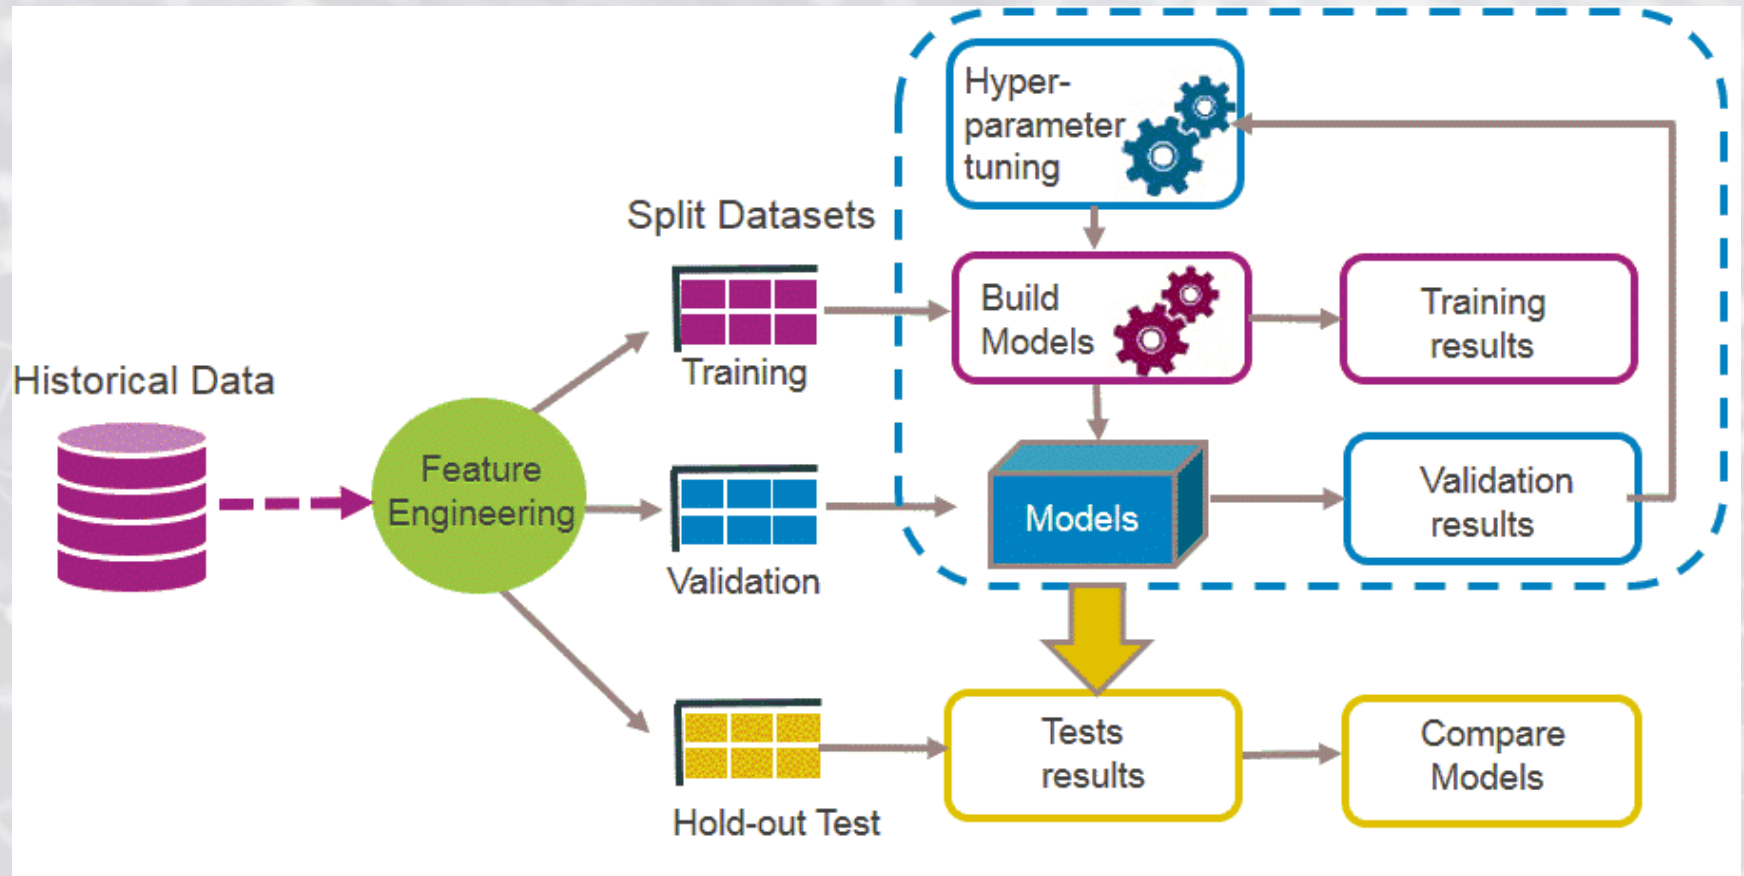 Hyper-
parameter
tuning
Split Datasets
Build
Models
Training
results
Training
Historical Data
Feature
Engineering
Models
Validation
results
Validation
Tests
results
Compare
Models
Hold-out Test